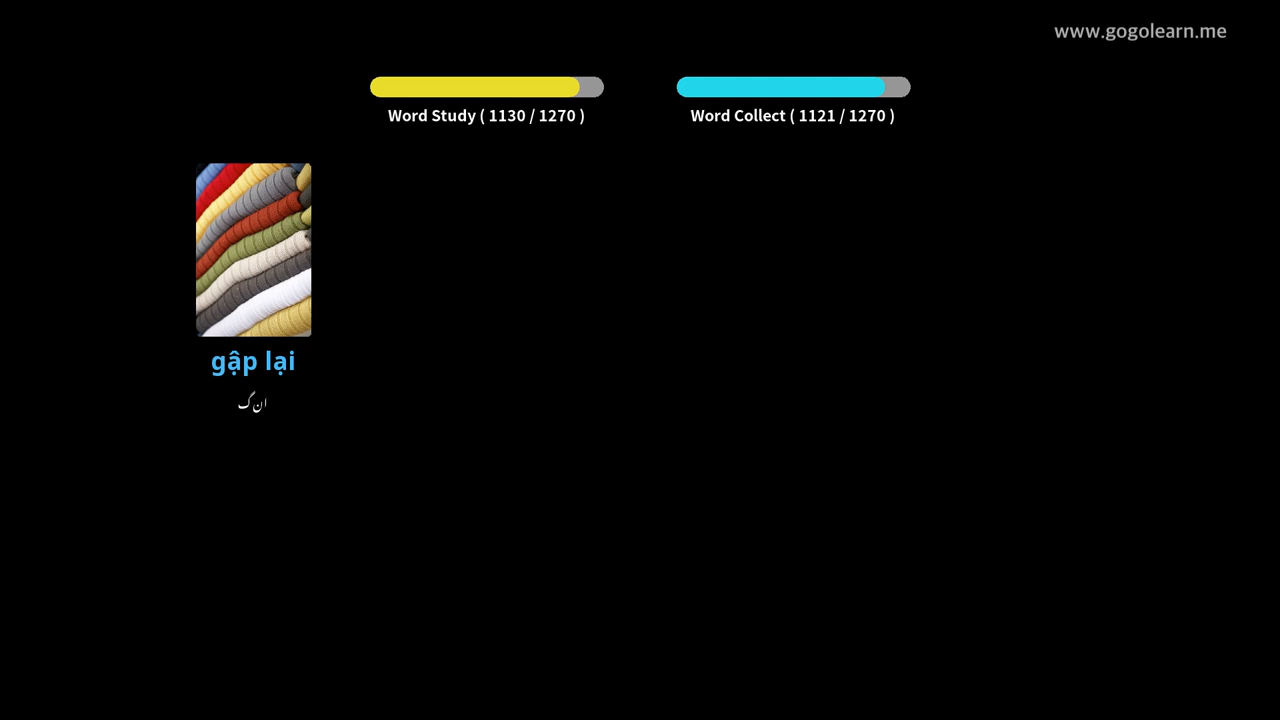 www.gogolearn.me
Word Study ( 1130 / 1270 )
Word Collect ( 1121 / 1270 )
gập lại
ان گ